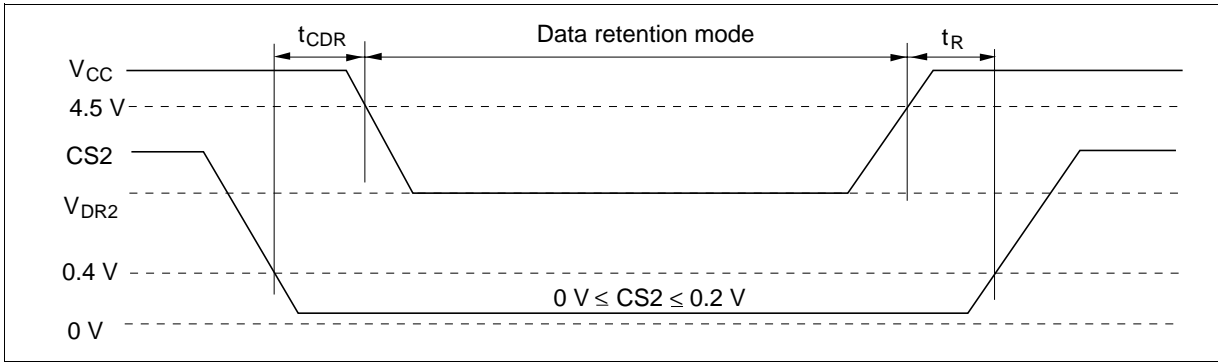 tCDR Data retention mode tR
VCC
4.5 V
CS2
VDR2
0.4 V
0 V ≤ CS2 ≤ 0.2 V
0 V